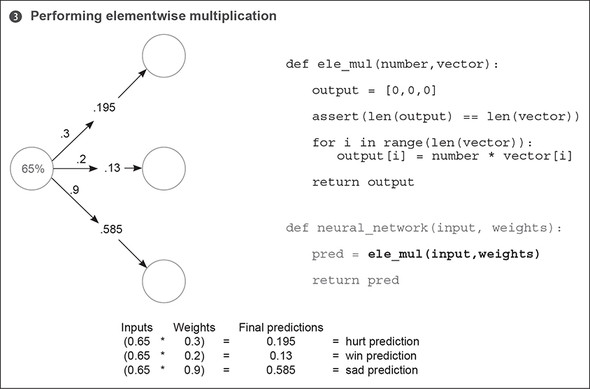 3 Performing elementwise multiplication
def ele_mul(number,vector):
output = [0,0,0]
assert(len(output) == len(vector))
for i in range(len(vector)):
output[i] = number * vector[i]
return output
def neural_network(input, weights):
pred = ele_mul(input,weights)
return pred
65%
.3
.195
.2
.13
.9
.585
Inputs Weights Final predictions
(0.65 * 0.3) = 0.195 = hurt prediction
(0.65 * 0.2) = 0.13 = win prediction
(0.65 * 0.9) = 0.585 = sad prediction